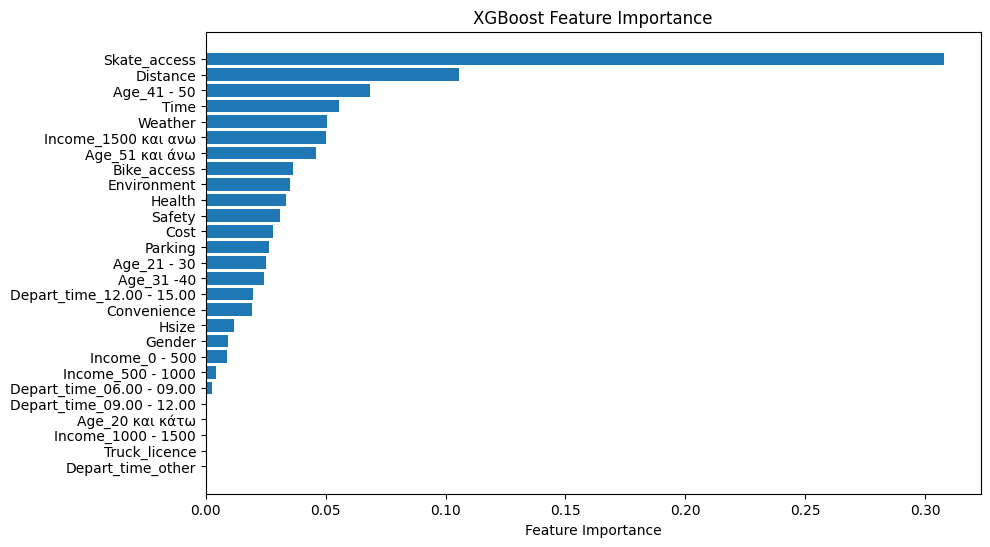 XGBoost Feature Importance
Skate_access
Distance
Age_41 - 50
Time
Weather
Income_1500 και ανω
Age_51 και άνω
Bike_access
Environment
Health
Safety
Cost
Parking
Age_21 - 30
Age_31 -40
Depart_time_12.00 - 15.00
Convenience
Hsize
Gender
Income_0 - 500
Income_500 - 1000
Depart_time_06.00 - 09.00
Depart_time_09.00 - 12.00
Age_20 και κάτω
Income_1000 - 1500
Truck_licence
Depart_time_other
0.00 0.05 0.10 0.15 0.20 0.25 0.30
Feature Importance